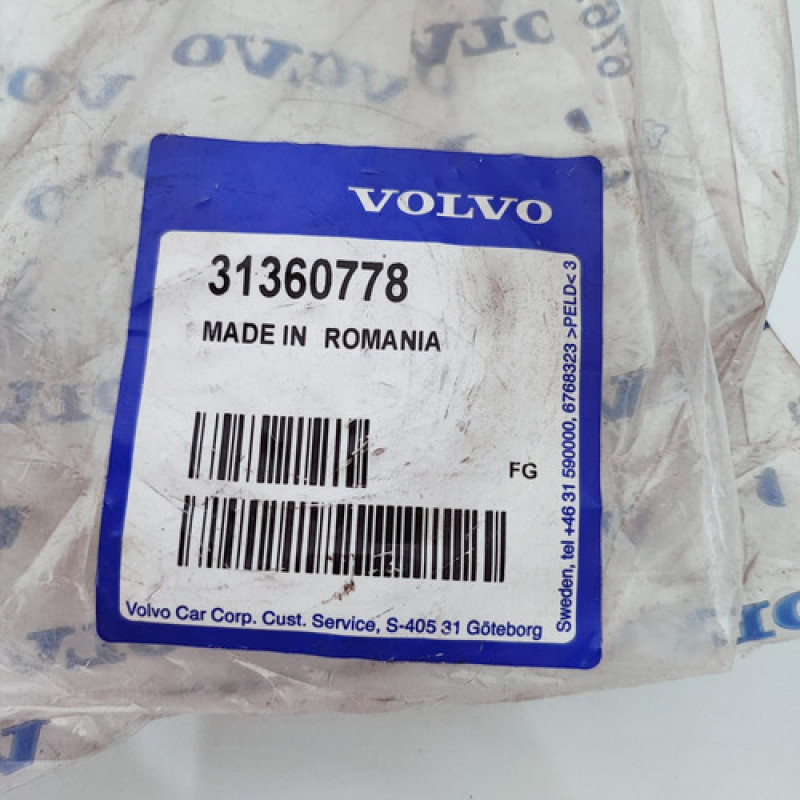 VOLVO
31360778
MADE IN ROMANIA
FG
Volvo Car Corp. Cust. Service, S-405 31 Göteborg
Sweden, tel +46 31 590000, 6768323 >PELD< 3
VOLVO